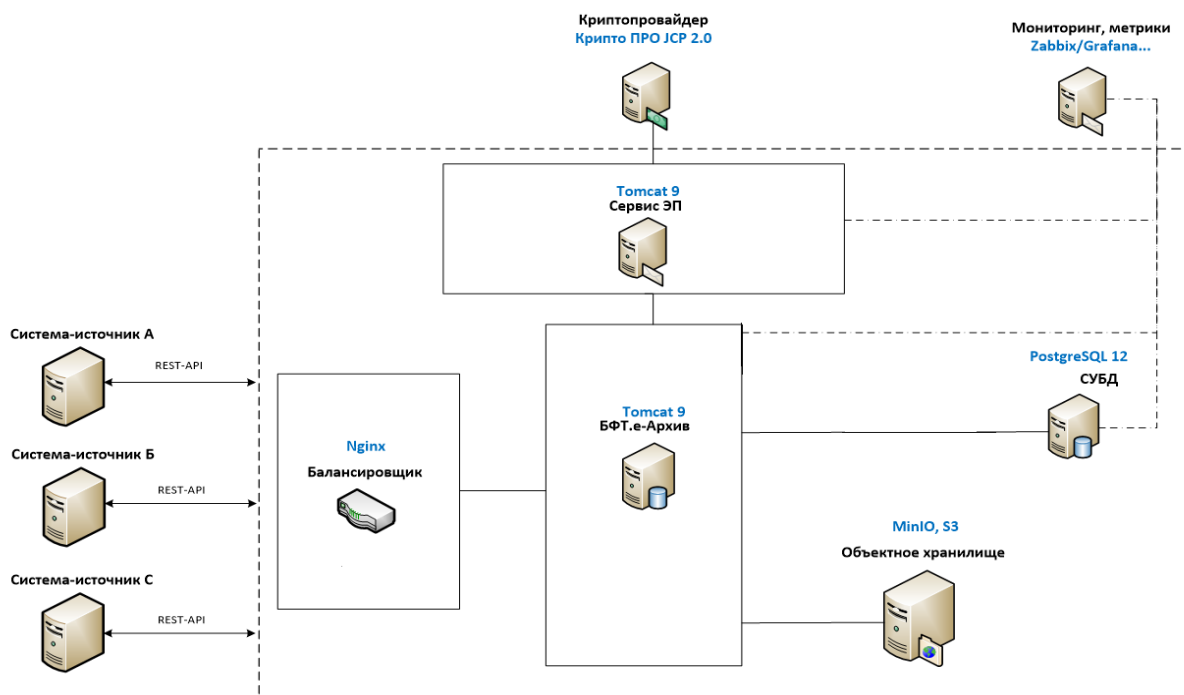 Криптопровайдер
Крипто ПРО JCP 2.0
Мониторинг, метрики
Zabbix/Grafana...
Tomcat 9
Сервис ЭП
Система-источник А
REST-API
Система-источник Б
REST-API
Система-источник С
REST-API
Nginx
Балансировщик
Tomcat 9
БФТ.е-Архив
PostgreSQL 12
СУБД
MinIO, S3
Объектное хранилище